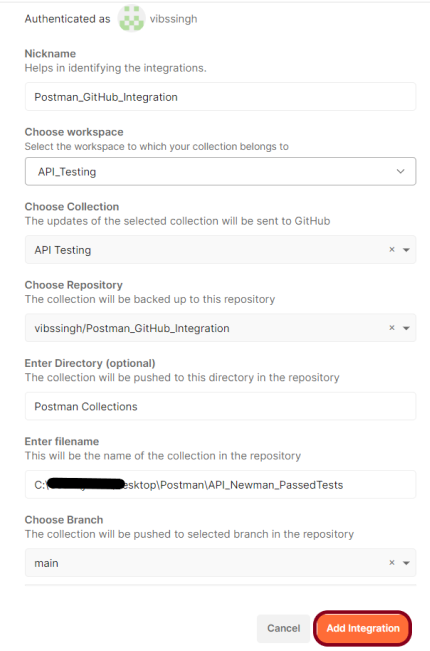 Authenticated as vibssingh
Nickname
Helps in identifying the integrations.
Postman_GitHub_Integration
Choose workspace
Select the workspace to which your collection belongs to
API_Testing
Choose Collection
The updates of the selected collection will be sent to GitHub
API Testing
Choose Repository
The collection will be backed up to this repository
vibssingh/Postman_GitHub_Integration
Enter Directory (optional)
The collection will be pushed to this directory in the repository
Postman Collections
Enter filename
This will be the name of the collection in the repository
C:\ esktop\Postman\API_Newman_PassedTests
Choose Branch
The collection will be pushed to selected branch in the repository
main
Cancel Add Integration